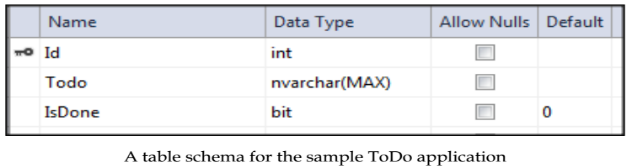 Name Data Type Allow Nulls Default
Id int
Todo nvarchar(MAX)
IsDone bit 0
A table schema for the sample ToDo application